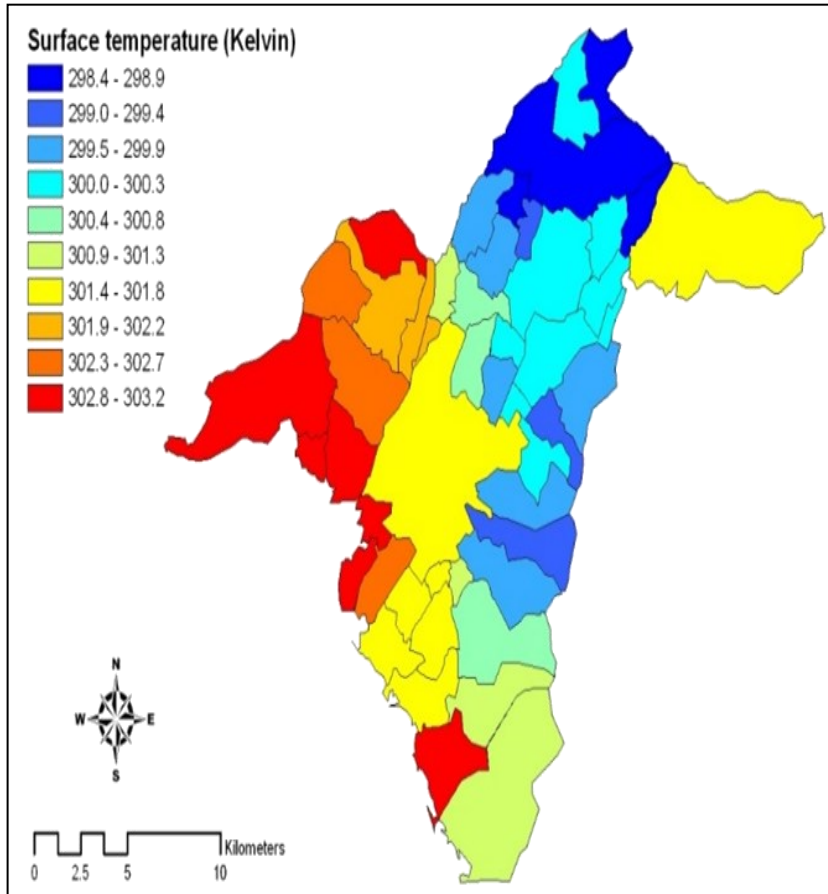 Surface temperature (Kelvin)
298.4 - 298.9
299.0 - 299.4
299.5 - 299.9
300.0 - 300.3
300.4 - 300.8
300.9 - 301.3
301.4 - 301.8
301.9 - 302.2
302.3 - 302.7
302.8 - 303.2
N
W E
S
Kilometers
0 2.5 5 10